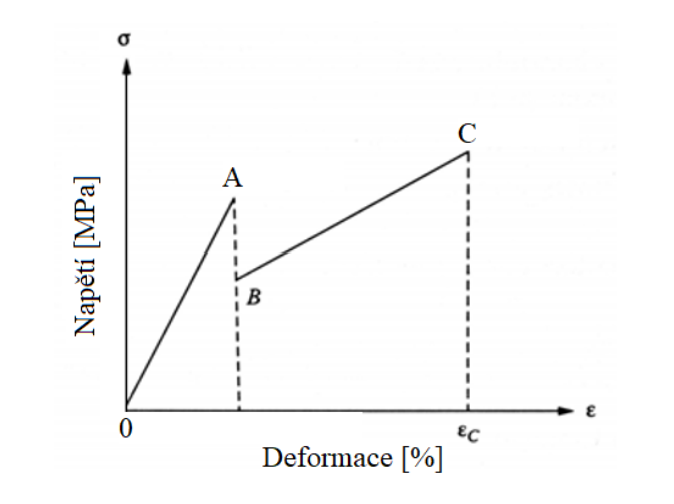 σ
C
A
Napětí [MPa]
B
ε
0
εC
Deformace [%]